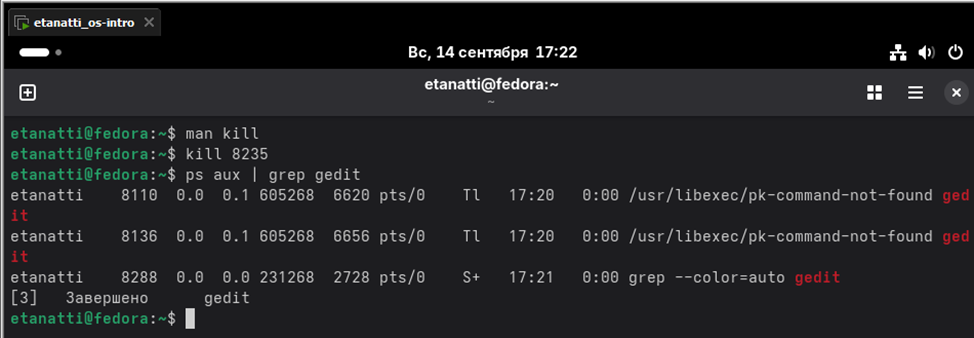 etanatti_os-intro
Вс, 14 сентября 17:22
etanatti@fedora:~
~
etanatti@fedora:~$ man kill
etanatti@fedora:~$ kill 8235
etanatti@fedora:~$ ps aux | grep gedit
etanatti    8110  0.0  0.1 605268  6620 pts/0    Tl   17:20   0:00 /usr/libexec/pk-command-not-found ged
it
etanatti    8136  0.0  0.1 605268  6656 pts/0    Tl   17:20   0:00 /usr/libexec/pk-command-not-found ged
it
etanatti    8288  0.0  0.0 231268  2728 pts/0    S+   17:21   0:00 grep --color=auto gedit
[3]   Завершено      gedit
etanatti@fedora:~$